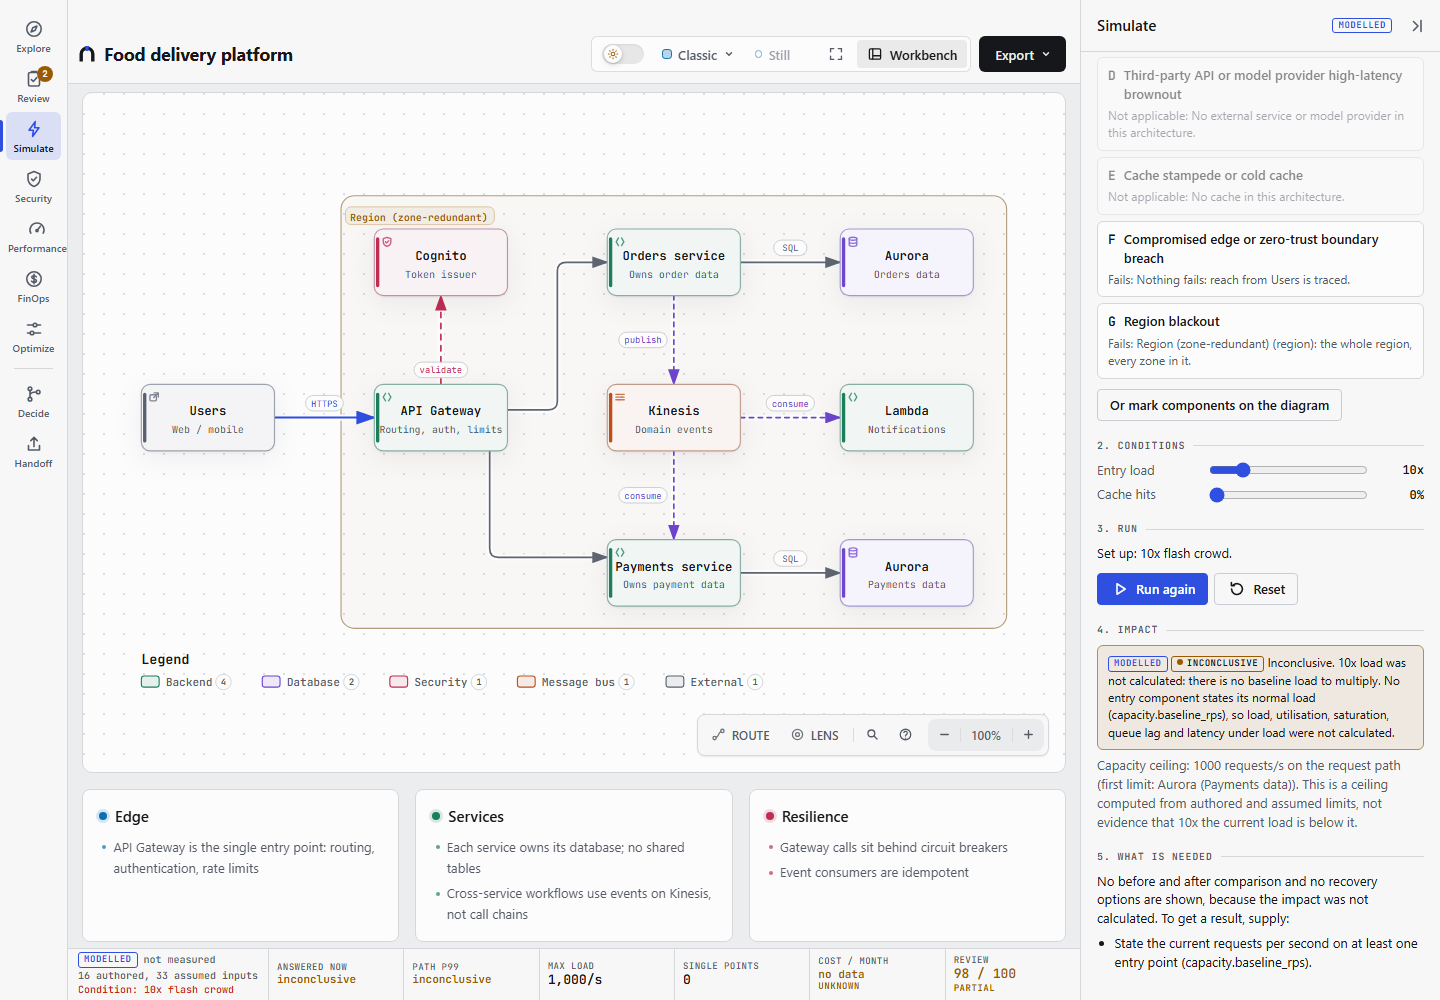 Explore
2
Review
Simulate
Security
Performance
FinOps
Optimize
Decide
Handoff
Food delivery platform
Classic
Still
Workbench
Export
Region (zone-redundant)
Cognito
Token issuer
Orders service
Owns order data
SQL
Aurora
Orders data
validate
publish
Users
Web / mobile
HTTPS
API Gateway
Routing, auth, limits
Kinesis
Domain events
consume
Lambda
Notifications
consume
Payments service
Owns payment data
SQL
Aurora
Payments data
Legend
Backend 4
Database 2
Security 1
Message bus 1
External 1
ROUTE
LENS
100%
Edge
API Gateway is the single entry point: routing,
authentication, rate limits
Services
Each service owns its database; no shared
tables
Cross-service workflows use events on Kinesis,
not call chains
Resilience
Gateway calls sit behind circuit breakers
Event consumers are idempotent
MODELLED not measured
16 authored, 33 assumed inputs
Condition: 10x flash crowd
ANSWERED NOW
inconclusive
PATH P99
inconclusive
MAX LOAD
1,000/s
SINGLE POINTS
0
COST / MONTH
no data
UNKNOWN
REVIEW
98 / 100
PARTIAL
Simulate
MODELLED
D Third-party API or model provider high-latency
brownout
Not applicable: No external service or model provider in
this architecture.
E Cache stampede or cold cache
Not applicable: No cache in this architecture.
F Compromised edge or zero-trust boundary
breach
Fails: Nothing fails: reach from Users is traced.
G Region blackout
Fails: Region (zone-redundant) (region): the whole region,
every zone in it.
Or mark components on the diagram
2. CONDITIONS
Entry load 10x
Cache hits 0%
3. RUN
Set up: 10x flash crowd.
Run again
Reset
4. IMPACT
MODELLED INCONCLUSIVE Inconclusive. 10x load was
not calculated: there is no baseline load to multiply. No
entry component states its normal load
(capacity.baseline_rps), so load, utilisation, saturation,
queue lag and latency under load were not calculated.
Capacity ceiling: 1000 requests/s on the request path
(first limit: Aurora (Payments data)). This is a ceiling
computed from authored and assumed limits, not
evidence that 10x the current load is below it.
5. WHAT IS NEEDED
No before and after comparison and no recovery
options are shown, because the impact was not
calculated. To get a result, supply:
State the current requests per second on at least one
entry point (capacity.baseline_rps).